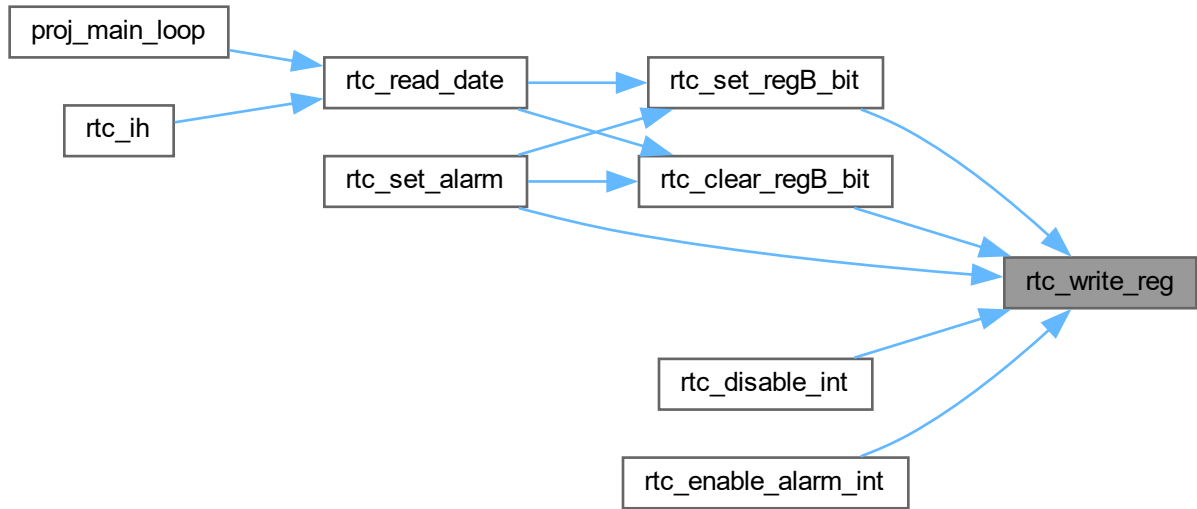 proj_main_loop
rtc_read_date
rtc_set_regB_bit
rtc_ih
rtc_set_alarm
rtc_clear_regB_bit
rtc_write_reg
rtc_disable_int
rtc_enable_alarm_int